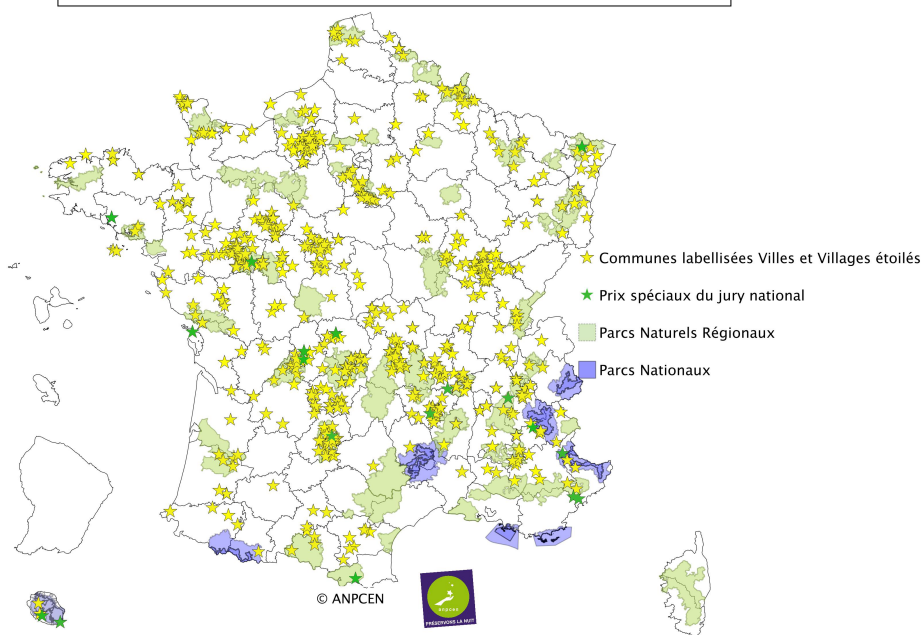 Communes labellisées Villes et Villages étoilés
Prix spéciaux du jury national
Parcs Naturels Régionaux
Parcs Nationaux
© ANPCEN
anpcen
PRÉSERVONS LA NUIT